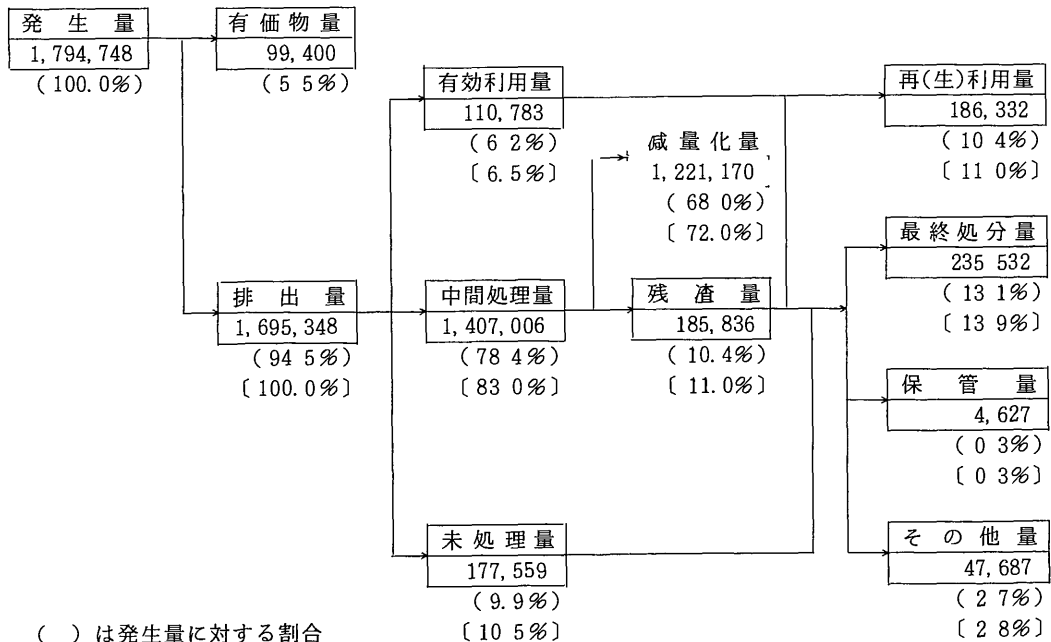 発生量
1,794,748
(100.0%)
有価物量
99,400
(5 5%)
排出量
1,695,348
(94 5%)
〔100.0%〕
有効利用量
110,783
(6 2%)
〔6.5%〕
中間処理量
1,407,006
(78 4%)
〔83 0%〕
未処理量
177,559
(9.9%)
〔10 5%〕
減量化量
1,221,170
(68 0%)
〔72.0%〕
残渣量
185,836
(10.4%)
〔11.0%〕
再(生)利用量
186,332
(10 4%)
〔11 0%〕
最終処分量
235 532
(13 1%)
〔13 9%〕
保管量
4,627
(0 3%)
〔0 3%〕
その他量
47,687
(2 7%)
〔2 8%〕
( )は発生量に対する割合